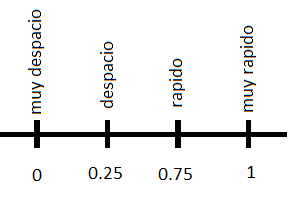 muy despacio
despacio
rapido
muy rapido
0
0.25
0.75
1